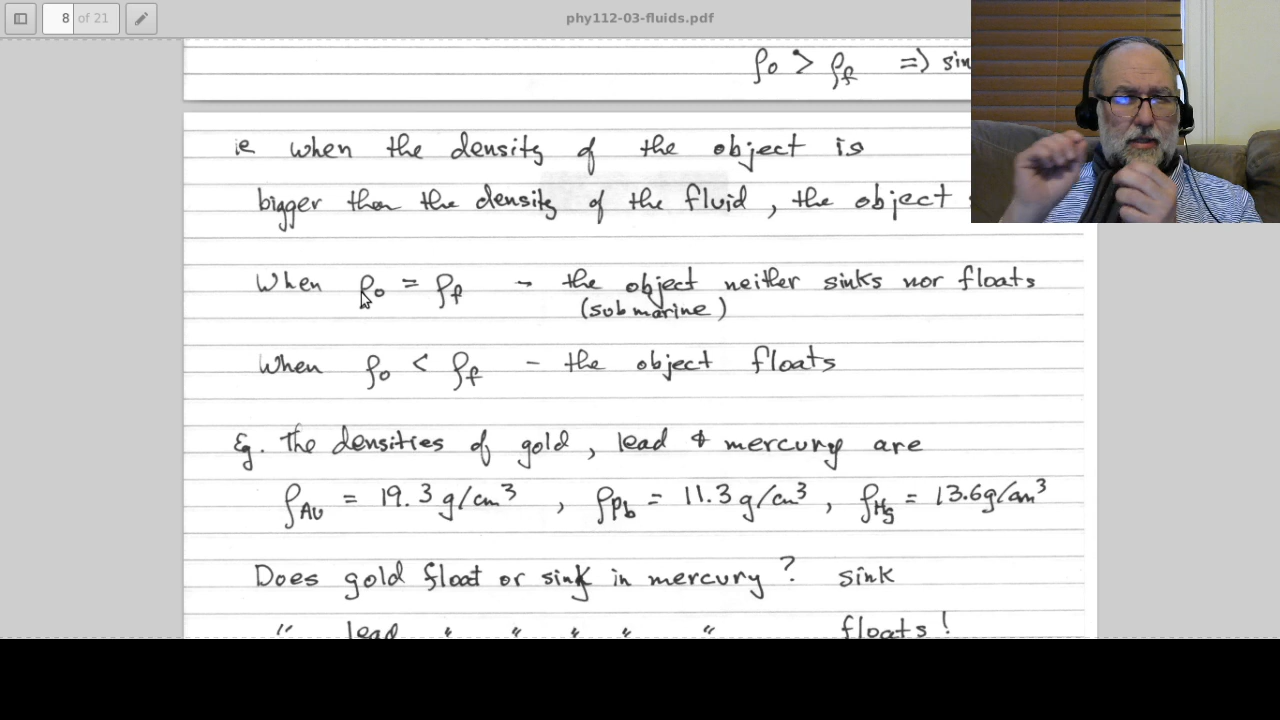 8 of 21
phy112-03-fluids.pdf
ρo > ρf => sin
ie when the density of the object is
bigger than the density of the fluid, the object
When ρo = ρf - the object neither sinks nor floats
(submarine)
When ρo < ρf - the object floats
Eg. The densities of gold, lead & mercury are
ρAu = 19.3 g/cm³, ρPb = 11.3 g/cm³, ρHg = 13.6 g/cm³
Does gold float or sink in mercury? sink
" lead " " " " " floats!